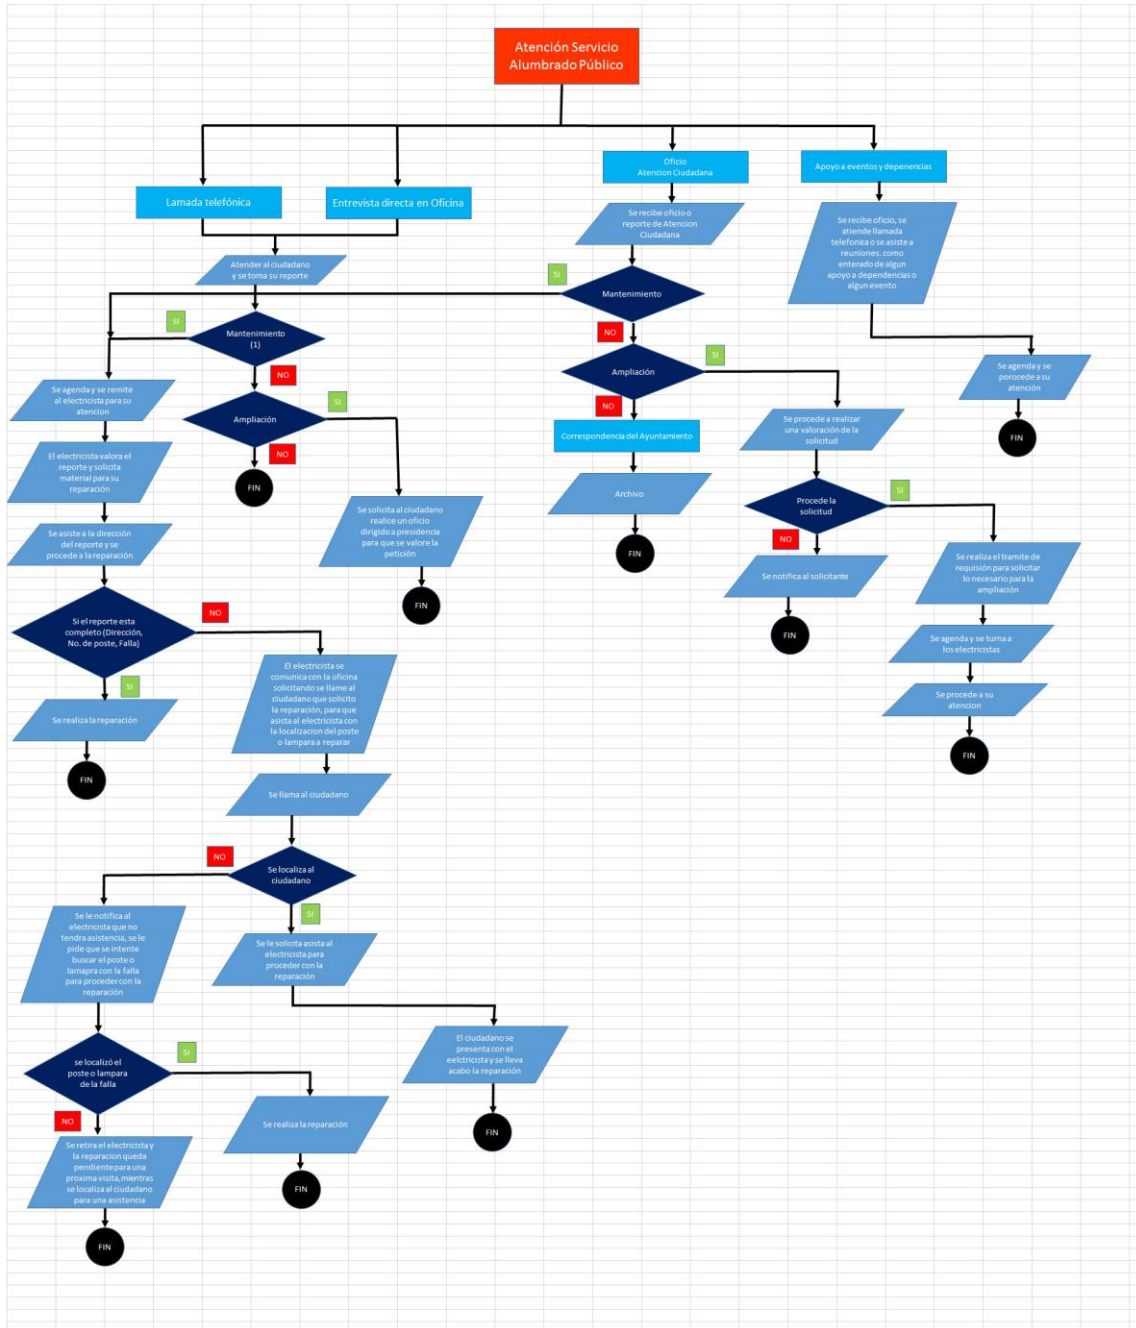 Atención Servicio
Alumbrado Público
Lamada telefónica
Entrevista directa en Oficina
Oficio
Atencion Ciudadana
Apoyo a eventos y depenencias
Atender al ciudadano
y se toma su reporte
Se recibe oficio o
reporte de Atencion
Ciudadana
Se recibe oficio, se
atiende llamada
telefonica o se asiste a
reuniones, como
enterado de algun
apoyo a dependencias o
algun evento
SI
Mantenimiento
(1)
SI
Mantenimiento
NO
NO
Se agenda y se remite
al electricista para su
atencion
Ampliación
SI
NO
FIN
Ampliación
SI
NO
Se agenda y se
porocede a su
atención
FIN
El electricista valora el
reporte y solicita
material para su
reparación
Se solicita al ciudadano
realice un oficio
dirigido a presidencia
para que se valore la
petición
FIN
Correspondencia del Ayuntamiento
Archivo
FIN
Se procede a realizar
una valoración de la
solicitud
Procede la
solicitud
SI
NO
Se notifica al solicitante
FIN
Se realiza el tramite de
requisión para solicitar
lo necesario para la
ampliación
Se agenda y se turna a
los electricistas
Se procede a su
atencion
FIN
Se asiste a la dirección
del reporte y se
procede a la reparación
Si el reporte esta
completo (Dirección,
No. de poste, Falla)
NO
SI
Se realiza la reparación
FIN
El electricista se
comunica con la oficina
solicitando se llame al
ciudadano que solicito
la reparación, para que
asista al electricista con
la localizacion del poste
o lampara a reparar
Se llama al ciudadano
Se localiza al
ciudadano
NO
SI
Se le notifica al
electricista que no
tendra asistencia, se le
pide que se intente
buscar el poste o
lamapra con la falla
para proceder con la
reparación
Se le solicita asista al
electricista para
proceder con la
reparación
El ciudadano se
presenta con el
eelctricista y se lleva
acabo la reparación
FIN
se localizó el
poste o lampara
de la falla
SI
NO
Se realiza la reparación
FIN
Se retira el electricista y
la reparacion queda
pendiente para una
proxima visita, mientras
se localiza al ciudadano
para una asistencia
FIN